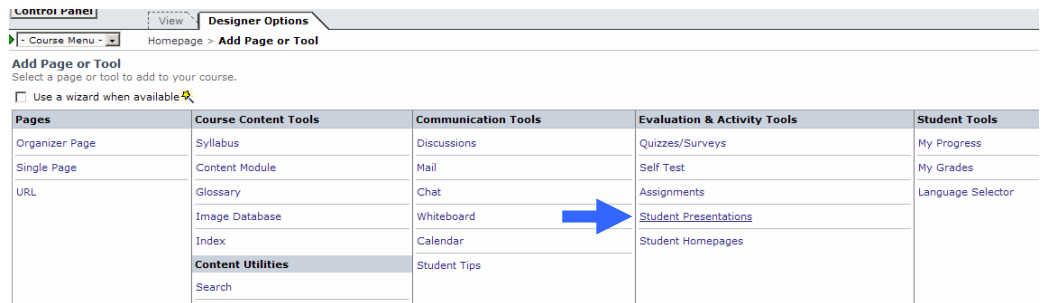 Control Panel
View Designer Options
- Course Menu - Homepage > Add Page or Tool
Add Page or Tool
Select a page or tool to add to your course.
Use a wizard when available
Pages Course Content Tools Communication Tools Evaluation & Activity Tools Student Tools
Organizer Page Syllabus Discussions Quizzes/Surveys My Progress
Single Page Content Module Mail Self Test My Grades
URL Glossary Chat Assignments Language Selector
Image Database Whiteboard Student Presentations
Index Calendar Student Homepages
Content Utilities Student Tips
Search